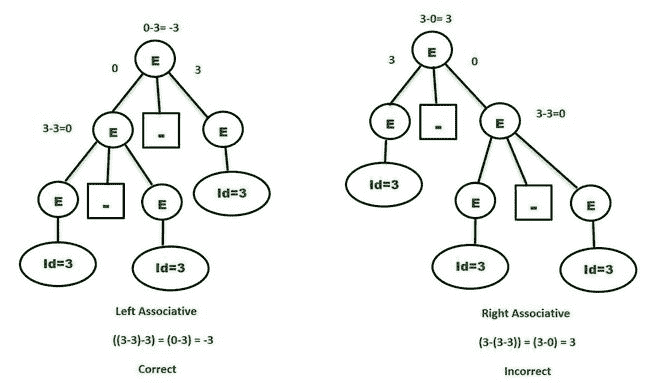 0-3= -3
E
0
3
3-3=0
E
-
E
E
-
E
Id=3
Id=3
Id=3
Left Associative
((3-3)-3) = (0-3) = -3
Correct
3-0= 3
E
3
0
E
-
E
3-3=0
Id=3
E
-
E
Id=3
Id=3
Right Associative
(3-(3-3)) = (3-0) = 3
Incorrect